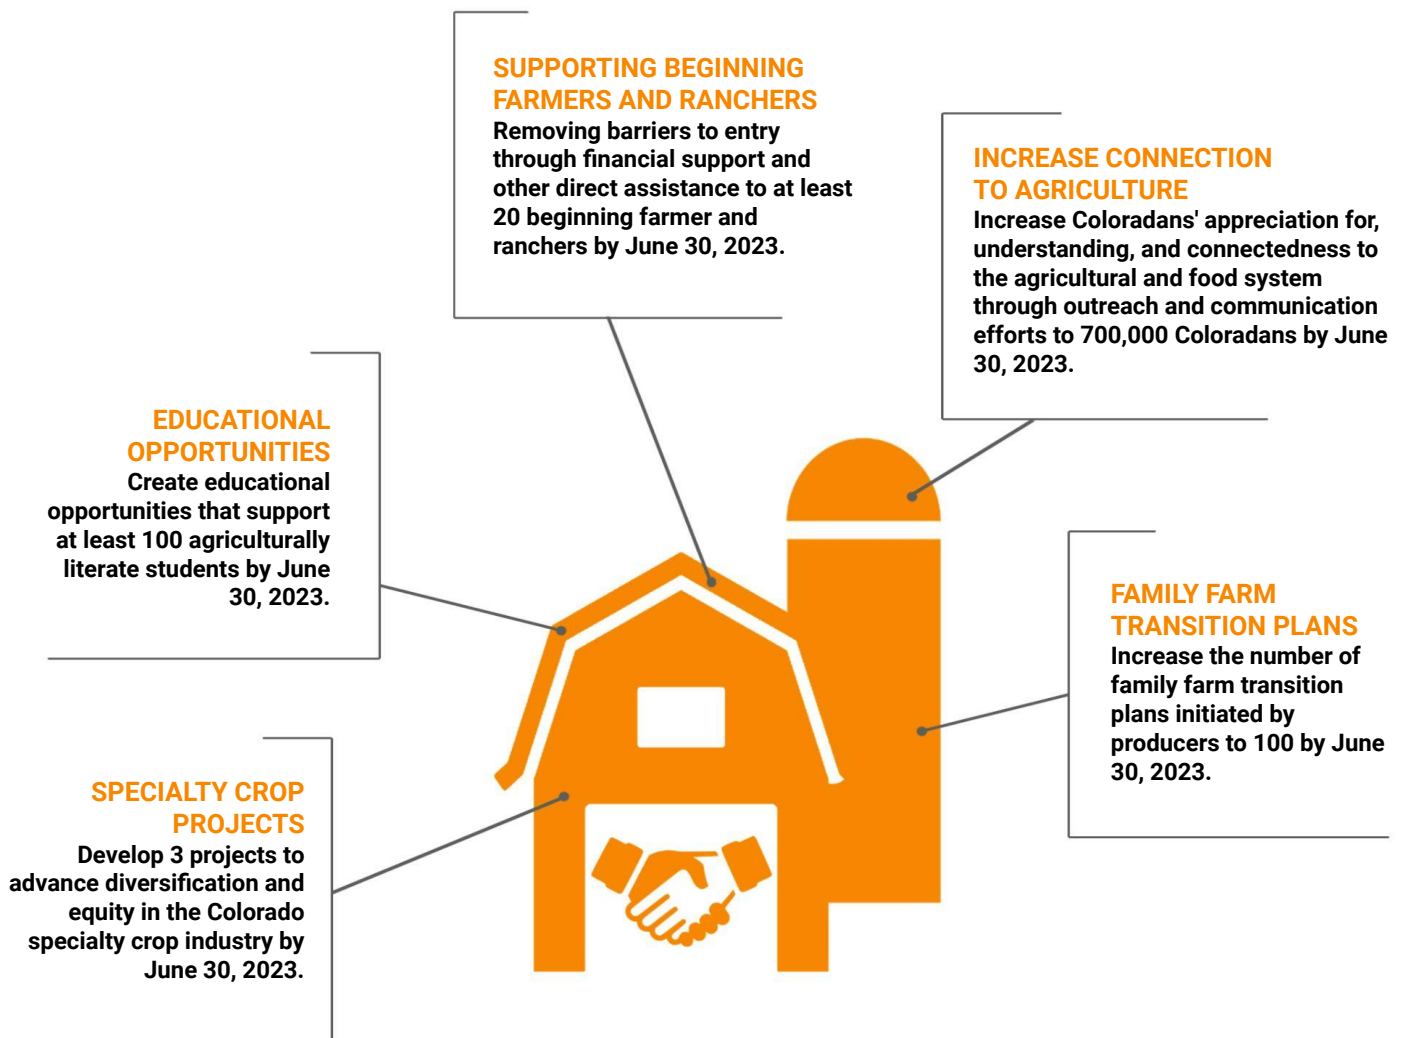 SUPPORTING BEGINNING
FARMERS AND RANCHERS
Removing barriers to entry
through financial support and
other direct assistance to at least
20 beginning farmer and
ranchers by June 30, 2023.
INCREASE CONNECTION
TO AGRICULTURE
Increase Coloradans' appreciation for,
understanding, and connectedness to
the agricultural and food system
through outreach and communication
efforts to 700,000 Coloradans by June
30, 2023.
EDUCATIONAL
OPPORTUNITIES
Create educational
opportunities that support
at least 100 agriculturally
literate students by June
30, 2023.
FAMILY FARM
TRANSITION PLANS
Increase the number of
family farm transition
plans initiated by
producers to 100 by June
30, 2023.
SPECIALTY CROP
PROJECTS
Develop 3 projects to
advance diversification and
equity in the Colorado
specialty crop industry by
June 30, 2023.